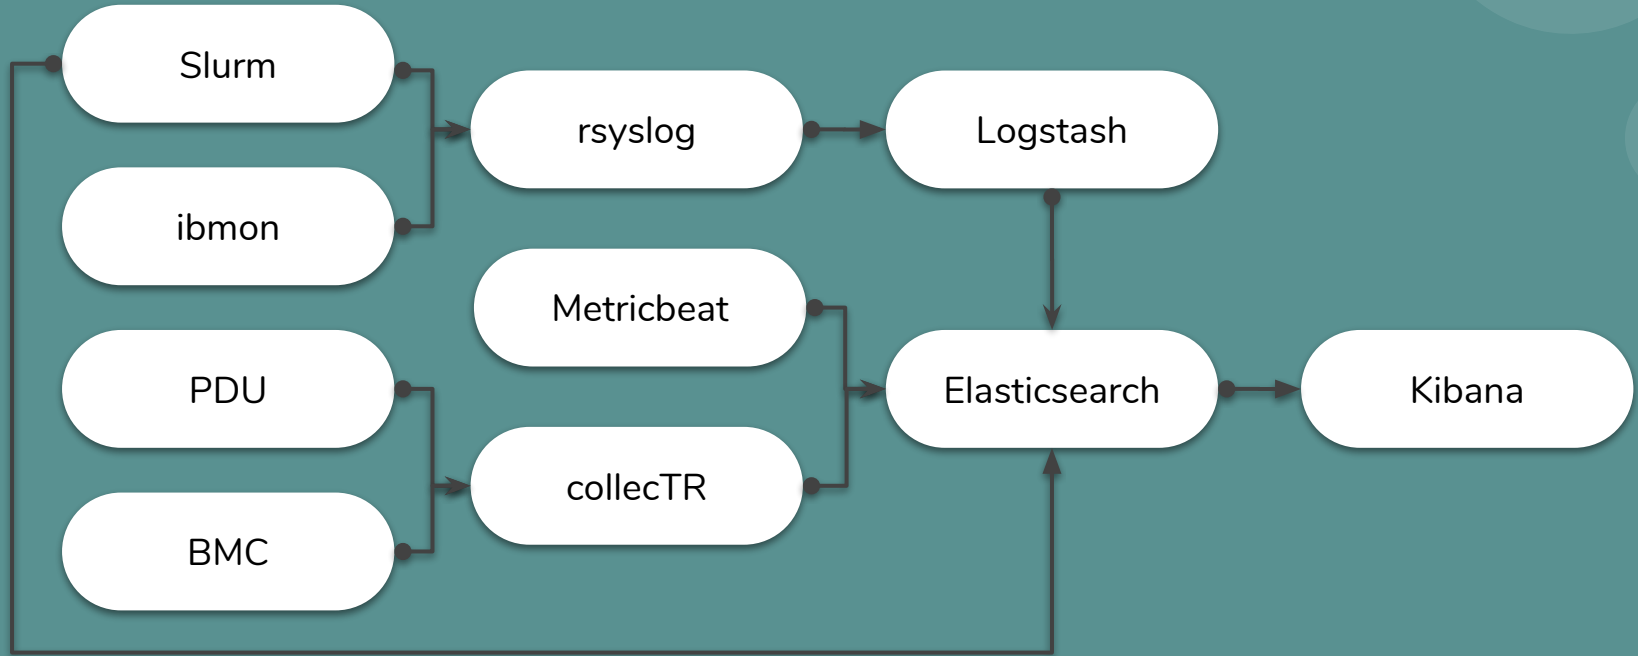 Slurm
rsyslog
Logstash
ibmon
Metricbeat
PDU
Elasticsearch
Kibana
collecTR
BMC